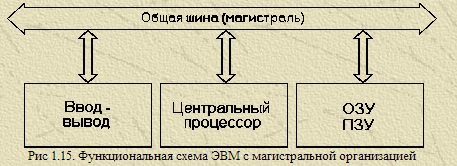 Общая шина (магистраль)
Ввод -
вывод
Центральный
процессор
ОЗУ
ПЗУ
Рис 1.15. Функциональная схема ЭВМ с магистральной организацией